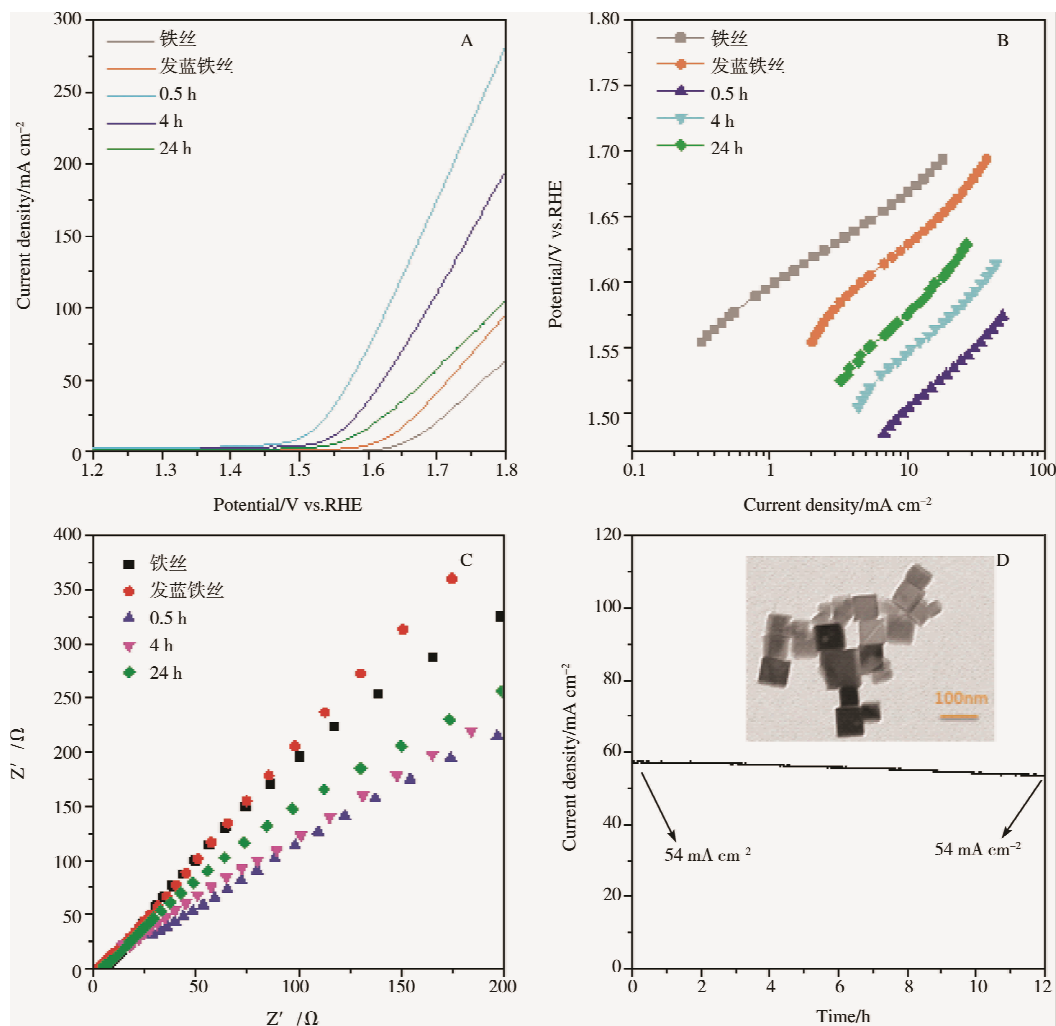 A
铁丝
发蓝铁丝
0.5 h
4 h
24 h
Current density/mA cm⁻²
300
250
200
150
100
50
0
1.2 1.3 1.4 1.5 1.6 1.7 1.8
Potential/V vs.RHE
B
铁丝
发蓝铁丝
0.5 h
4 h
24 h
Potential/V vs.RHE
1.80
1.75
1.70
1.65
1.60
1.55
1.50
0.1 1 10 100
Current density/mA cm⁻²
C
铁丝
发蓝铁丝
0.5 h
4 h
24 h
Z′ /Ω
400
350
300
250
200
150
100
50
0
0 50 100 150 200
Z′ /Ω
D
100nm
Current density/mA cm⁻²
120
100
80
60
40
20
0
54 mA cm⁻²
54 mA cm⁻²
0 2 4 6 8 10 12
Time/h